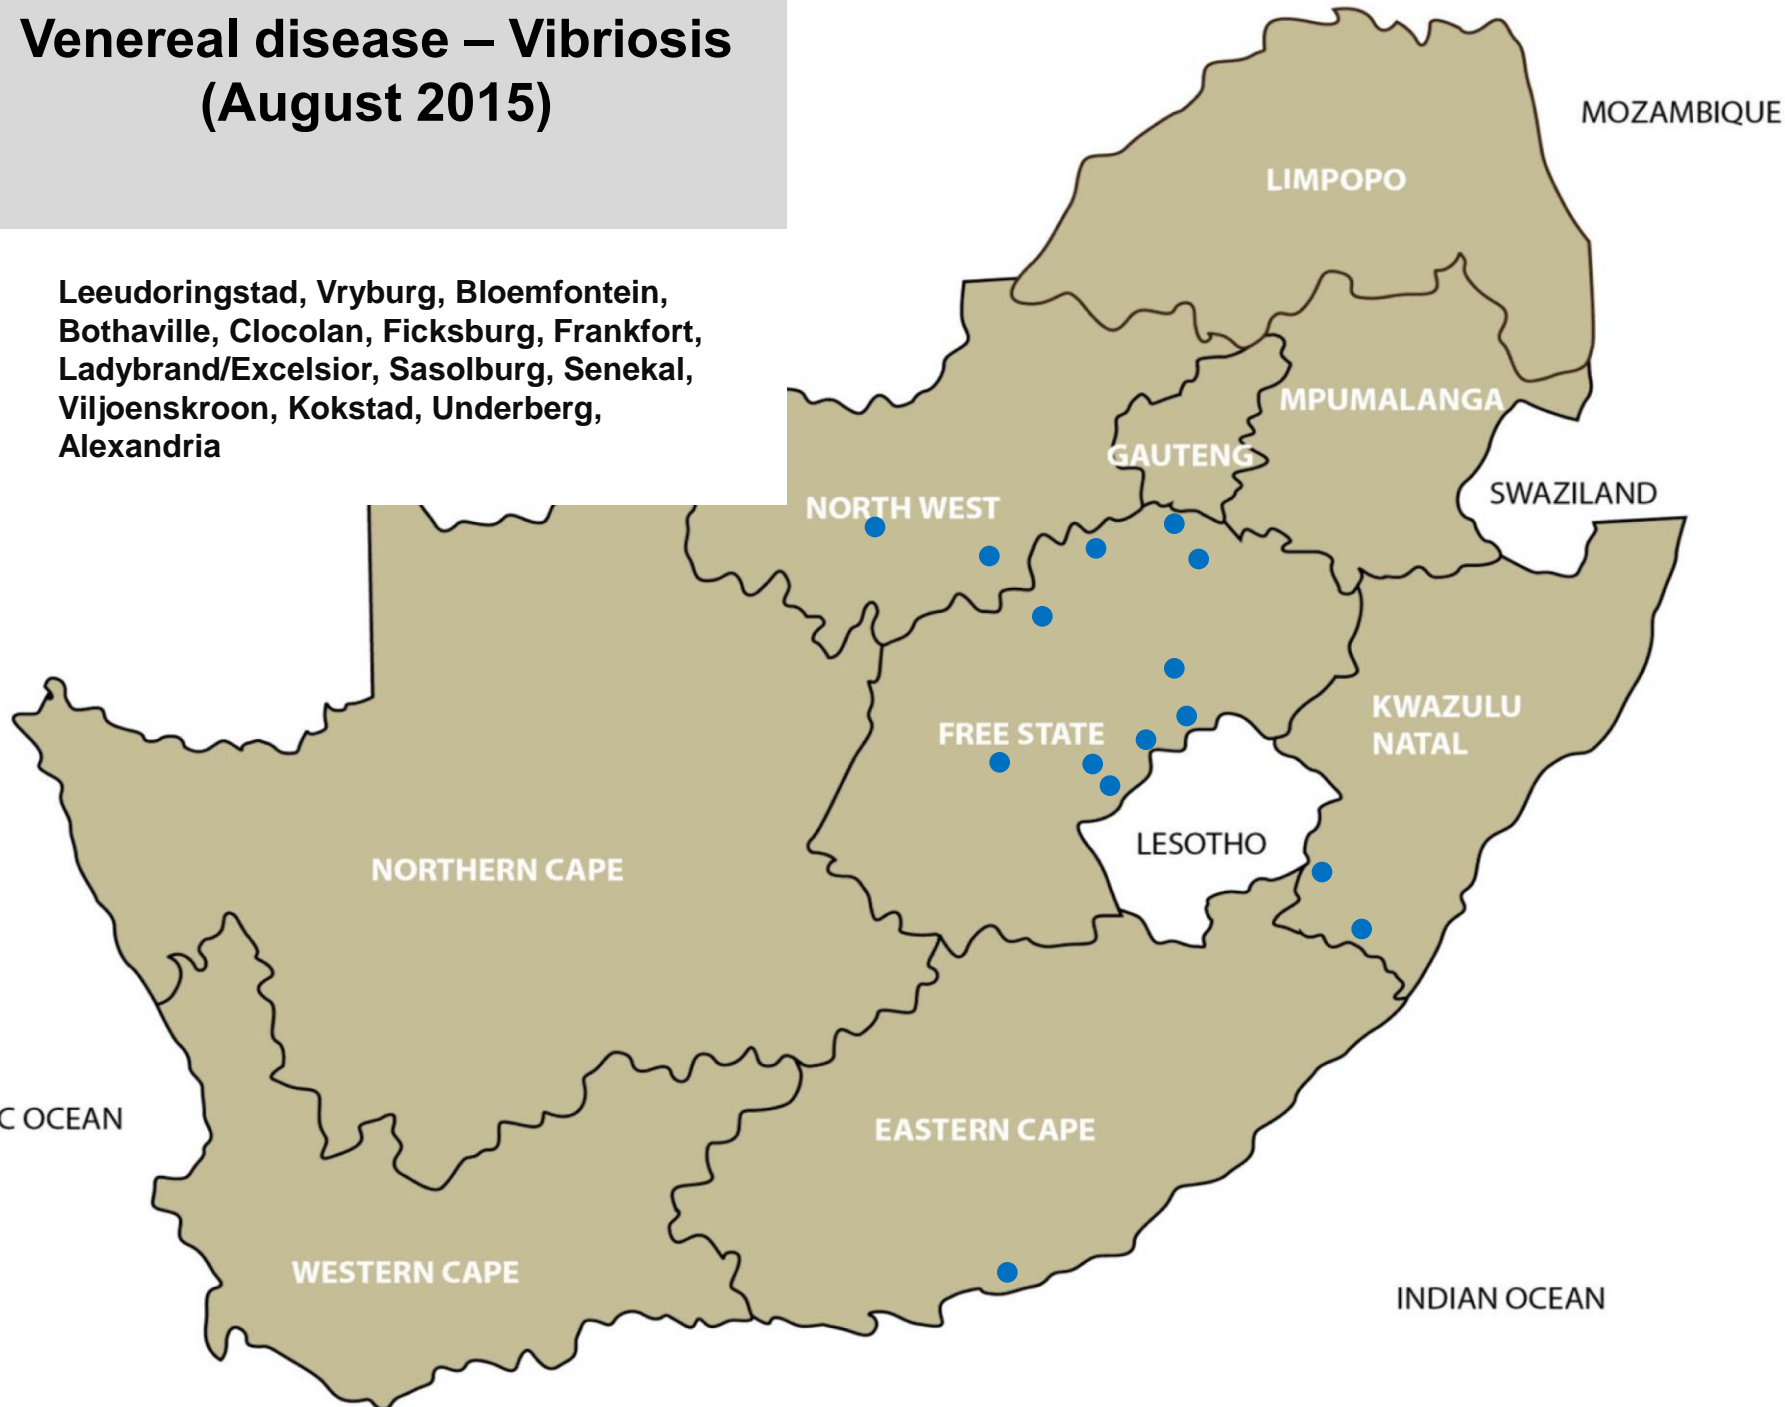 Venereal disease – Vibriosis
(August 2015)
Leeudoringstad, Vryburg, Bloemfontein,
Bothaville, Clocolan, Ficksburg, Frankfort,
Ladybrand/Excelsior, Sasolburg, Senekal,
Viljoenskroon, Kokstad, Underberg,
Alexandria
MOZAMBIQUE
LIMPOPO
MPUMALANGA
GAUTENG
SWAZILAND
NORTH WEST
KWAZULU
NATAL
FREE STATE
LESOTHO
NORTHERN CAPE
C OCEAN
EASTERN CAPE
WESTERN CAPE
INDIAN OCEAN